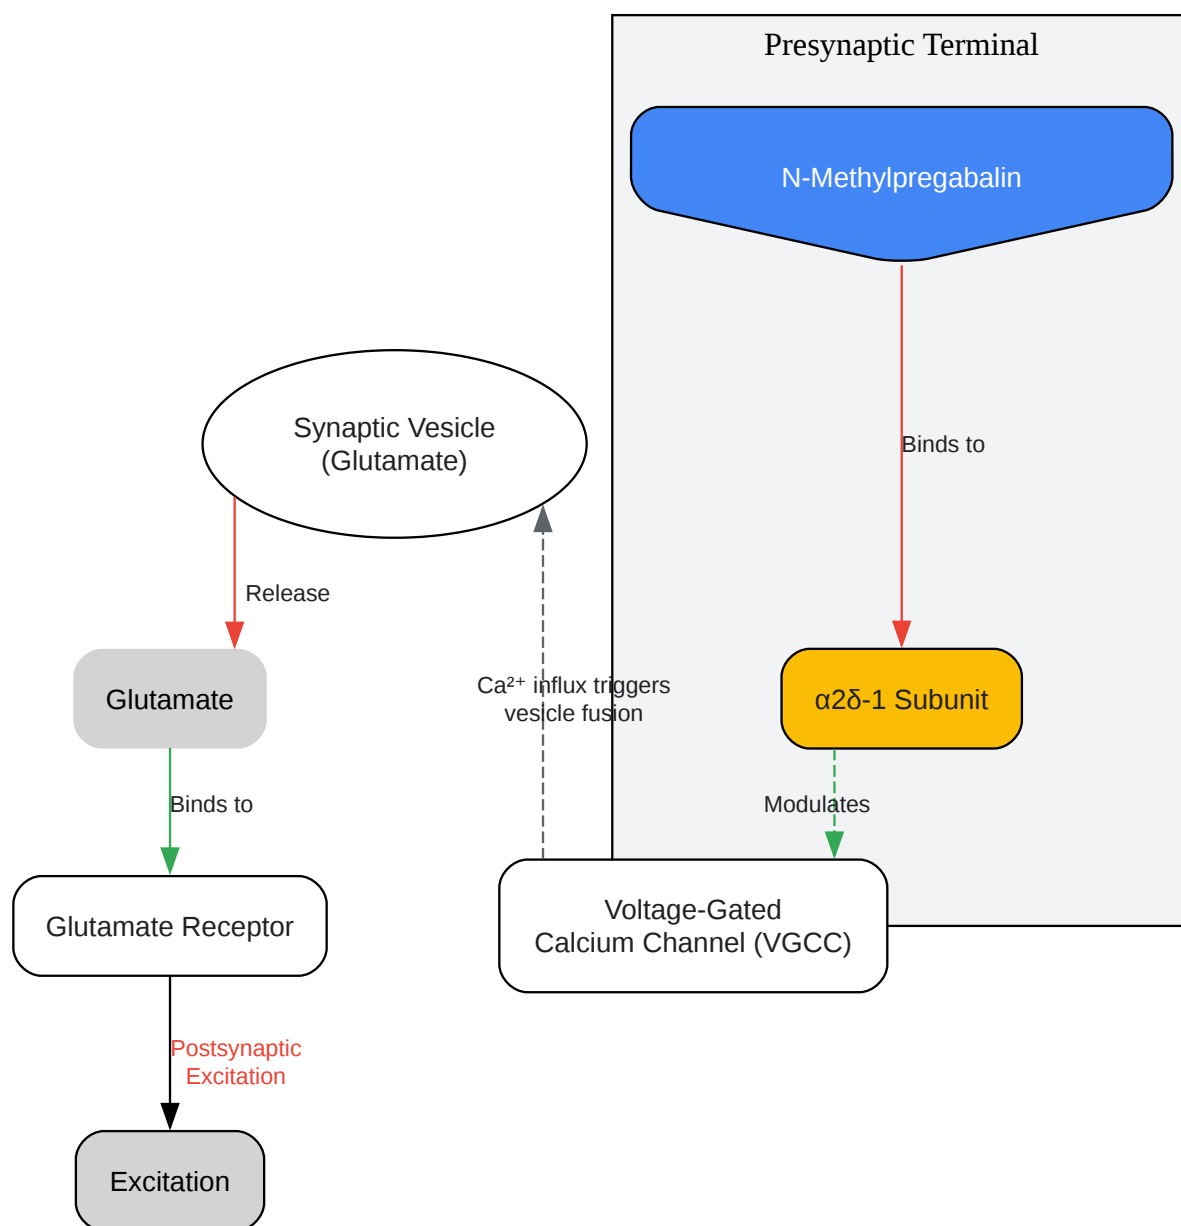 Presynaptic Terminal
N-Methylpregabalin
Binds to
Synaptic Vesicle
(Glutamate)
Release
Ca²⁺ influx triggers
vesicle fusion
Glutamate
α2δ-1 Subunit
Binds to
Modulates
Glutamate Receptor
Voltage-Gated
Calcium Channel (VGCC)
Postsynaptic
Excitation
Excitation